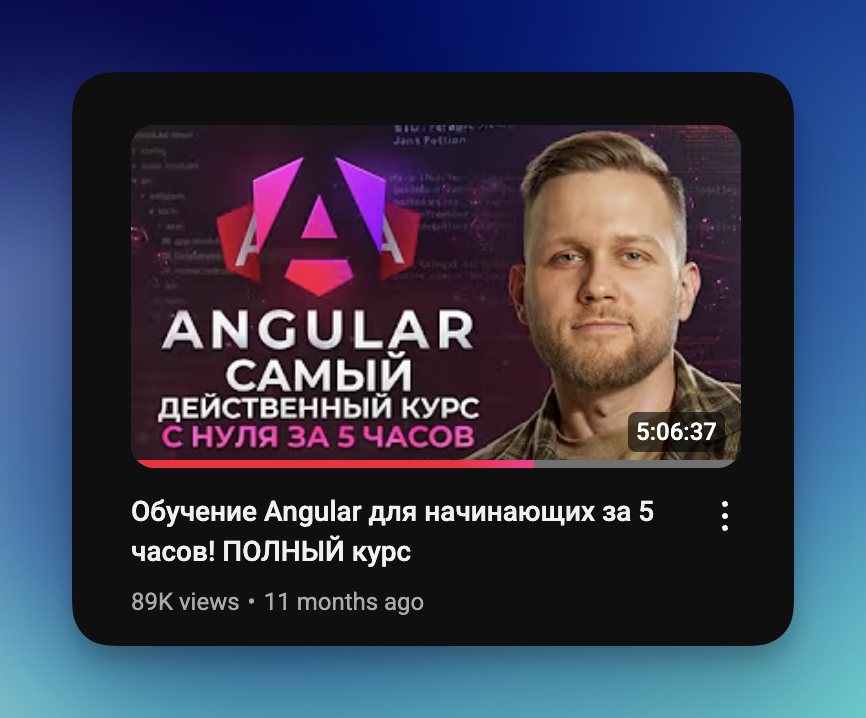 ANGULAR
САМЫЙ
ДЕЙСТВЕННЫЙ КУРС
С НУЛЯ ЗА 5 ЧАСОВ
5:06:37
Обучение Angular для начинающих за 5
часов! ПОЛНЫЙ курс
89K views • 11 months ago